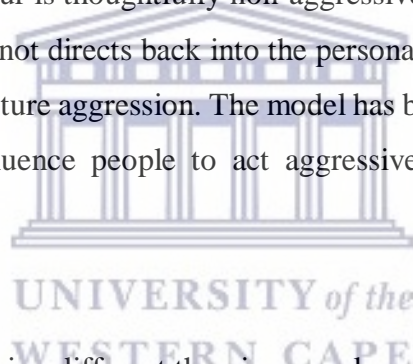 ur is thoughtfully non-aggressive
not directs back into the persona
ture aggression. The model has b
uence people to act aggressive
UNIVERSITY of the
WESTERN CAPE